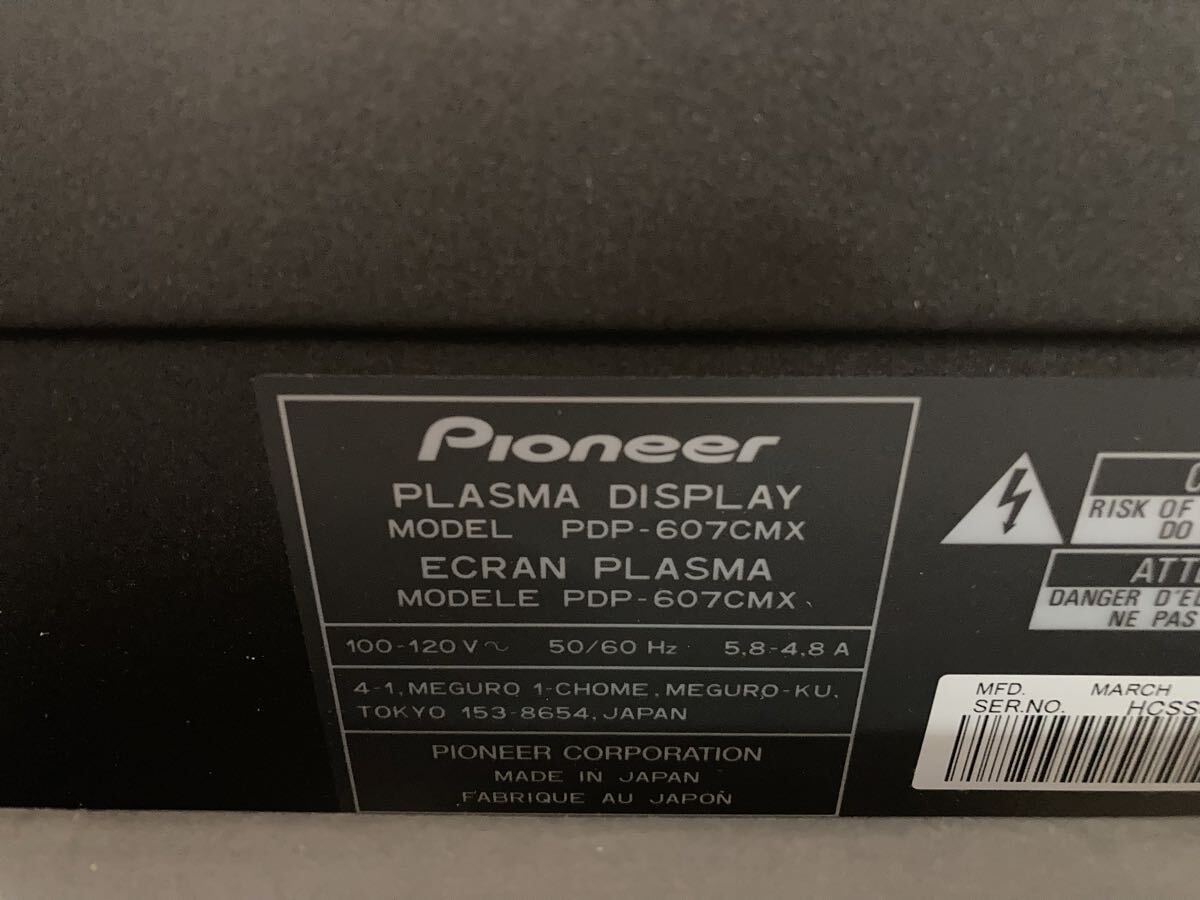 Pioneer
PLASMA DISPLAY
MODEL PDP-607CMX
ECRAN PLASMA
MODELE PDP-607CMX
100-120 V~ 50/60 Hz 5,8-4,8 A
4-1, MEGURO 1-CHOME, MEGURO-KU,
TOKYO 153-8654, JAPAN
PIONEER CORPORATION
MADE IN JAPAN
FABRIQUE AU JAPON
RISK OF
DO
ATT
DANGER D'EL
NE PAS
MFD. MARCH
SER.NO. HCSS